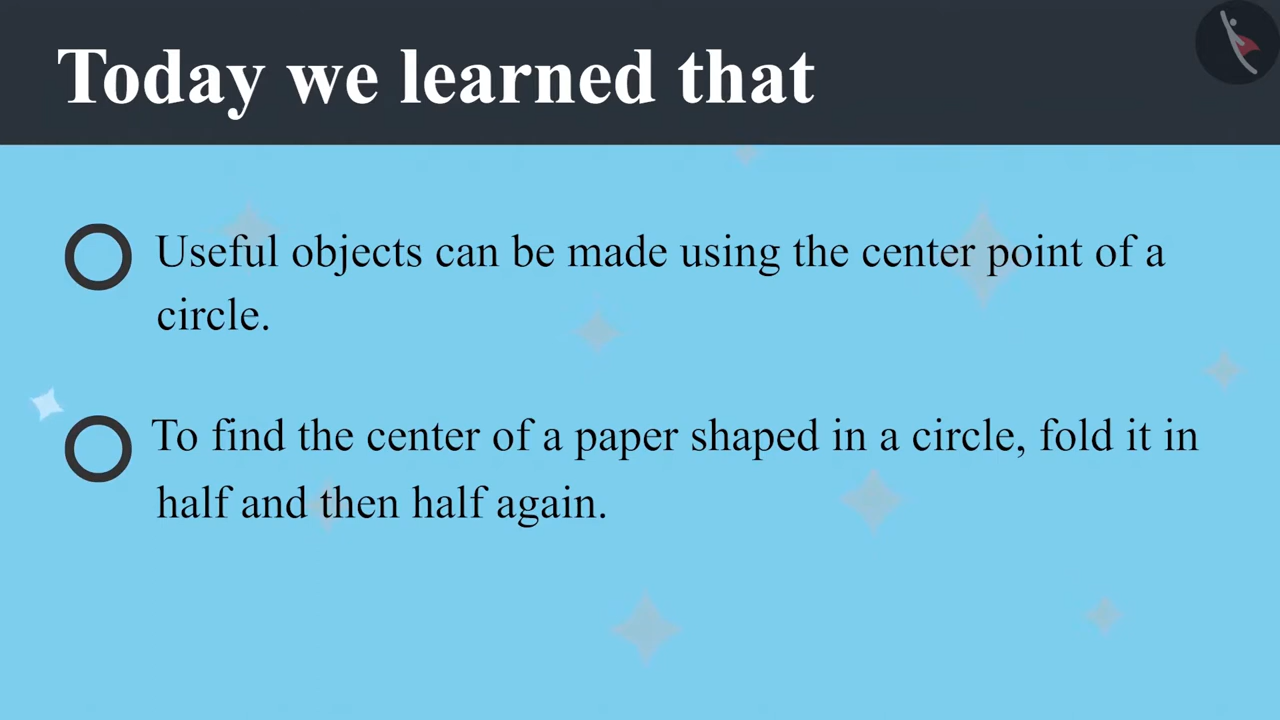 Today we learned that
Useful objects can be made using the center point of a
circle.
To find the center of a paper shaped in a circle, fold it in
half and then half again.